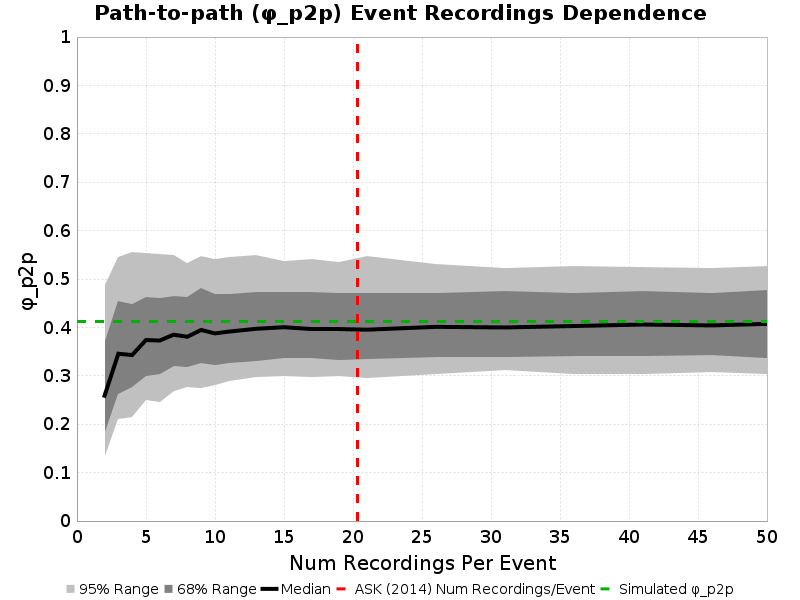 Path-to-path (φ_p2p) Event Recordings Dependence
1
0.9
0.8
0.7
0.6
0.5
0.4
0.3
0.2
0.1
0
φ_p2p
0 5 10 15 20 25 30 35 40 45 50
Num Recordings Per Event
95% Range 68% Range Median ASK (2014) Num Recordings/Event Simulated φ_p2p